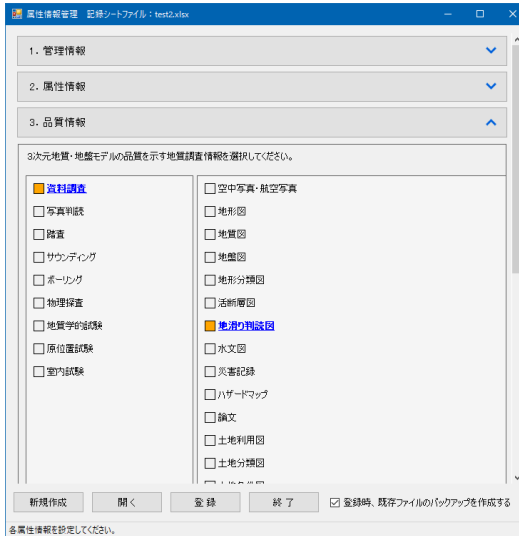 属性情報管理　記録シートファイル：test2.xlsx
1. 管理情報
2. 属性情報
3. 品質情報
3次元地質・地盤モデルの品質を示す地質調査情報を選択してください。
資料調査
写真判読
踏査
サウンディング
ボーリング
物理探査
地質学的試験
原位置試験
室内試験
空中写真・航空写真
地形図
地質図
地盤図
地形分類図
活断層図
地滑り判読図
水文図
災害記録
ハザードマップ
論文
土地利用図
土地分類図
新規作成
開く
登録
終了
登録時、既存ファイルのバックアップを作成する
各属性情報を設定してください。